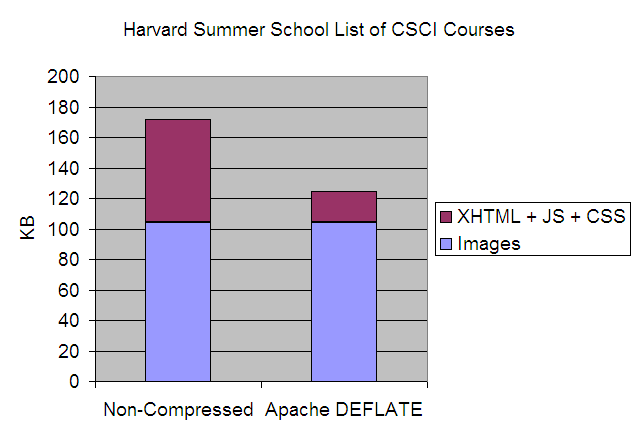 Harvard Summer School List of CSCI Courses
KB
200
180
160
140
120
100
80
60
40
20
0
Non-Compressed Apache DEFLATE
XHTML + JS + CSS
Images